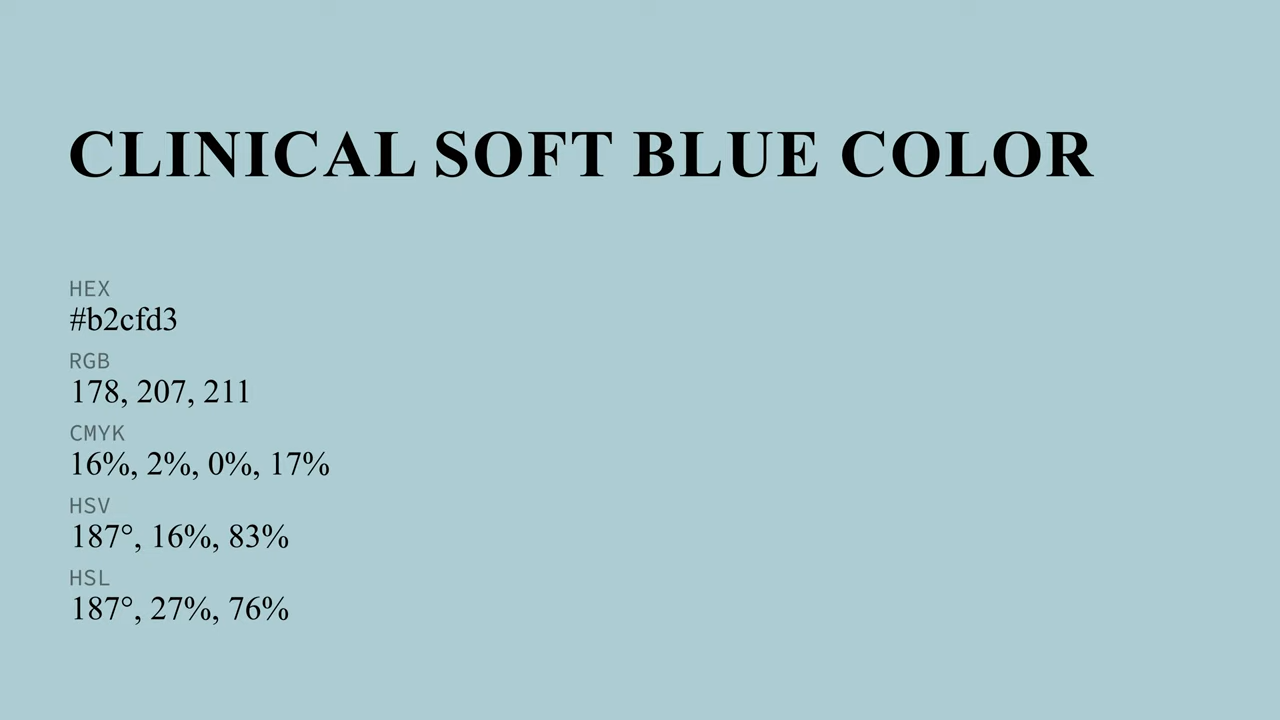 CLINICAL SOFT BLUE COLOR
HEX
#b2cfd3
RGB
178, 207, 211
CMYK
16%, 2%, 0%, 17%
HSV
187°, 16%, 83%
HSL
187°, 27%, 76%